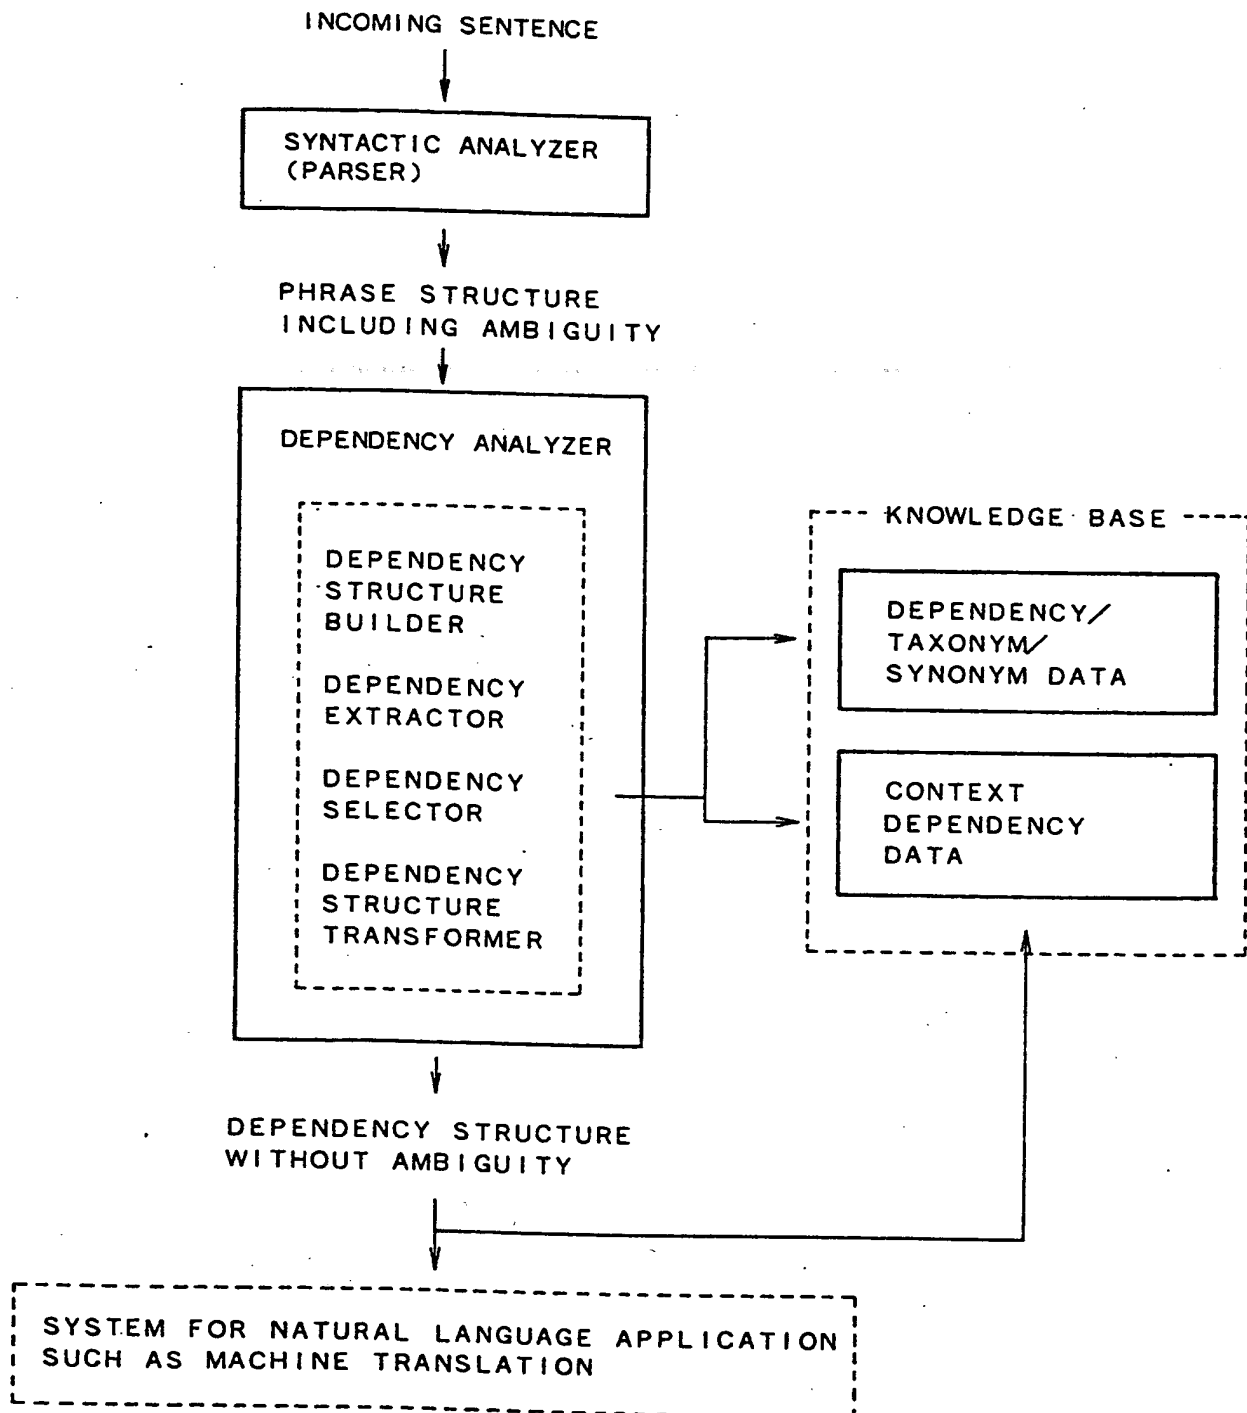 INCOMING SENTENCE
SYNTACTIC ANALYZER
(PARSER)
PHRASE STRUCTURE
INCLUDING AMBIGUITY
DEPENDENCY ANALYZER
DEPENDENCY
STRUCTURE
BUILDER
DEPENDENCY
EXTRACTOR
DEPENDENCY
SELECTOR
DEPENDENCY
STRUCTURE
TRANSFORMER
KNOWLEDGE BASE
DEPENDENCY/
TAXONYM/
SYNONYM DATA
CONTEXT
DEPENDENCY
DATA
DEPENDENCY STRUCTURE
WITHOUT AMBIGUITY
SYSTEM FOR NATURAL LANGUAGE APPLICATION
SUCH AS MACHINE TRANSLATION